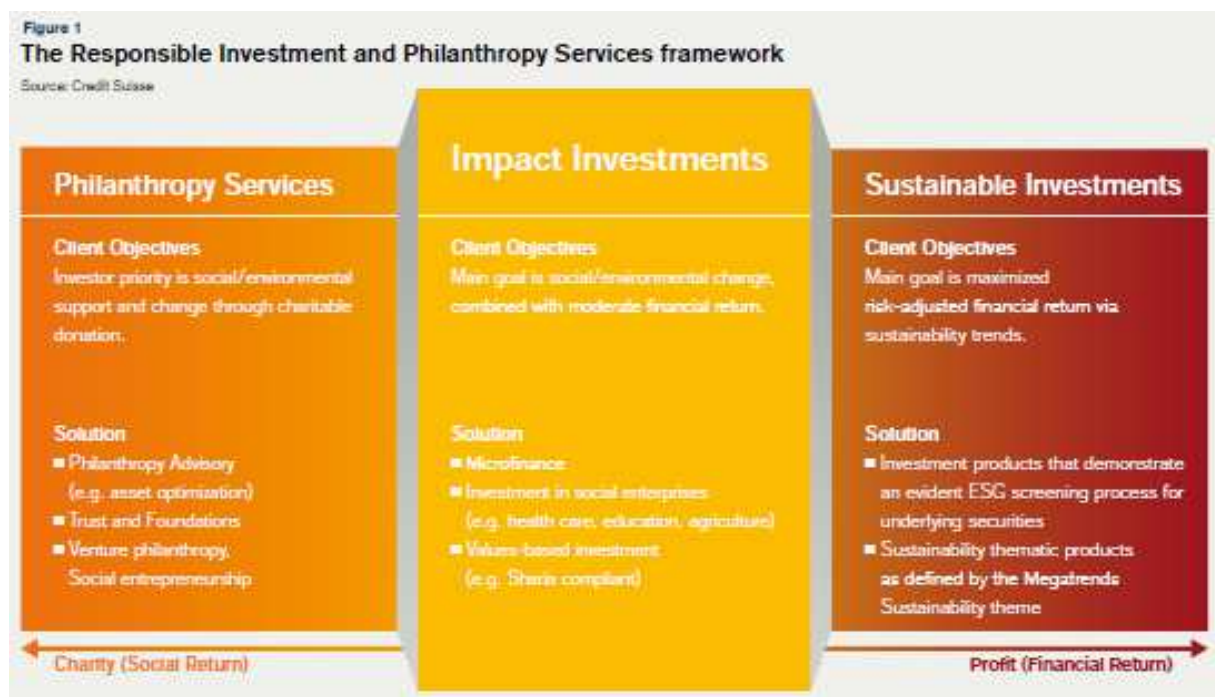 Figure 1
The Responsible Investment and Philanthropy Services framework
Source: Credit Suisse
Philanthropy Services
Client Objectives
Investor priority is social/environmental
support and change through charitable
donation.
Solution
■ Philanthropy Advisory
(e.g. asset optimization)
■ Trust and Foundations
■ Venture philanthropy,
Social entrepreneurship
Impact Investments
Client Objectives
Main goal is social/environmental change,
combined with moderate financial return.
Solution
■ Microfinance
■ Investment in social enterprises
(e.g. health care, education, agriculture)
■ Values-based investment
(e.g. Sharia compliant)
Sustainable Investments
Client Objectives
Main goal is maximized
risk-adjusted financial return via
sustainability trends.
Solution
■ Investment products that demonstrate
an evident ESG screening process for
underlying securities
■ Sustainability thematic products
as defined by the Megatrends
Sustainability theme
Charity (Social Return)
Profit (Financial Return)